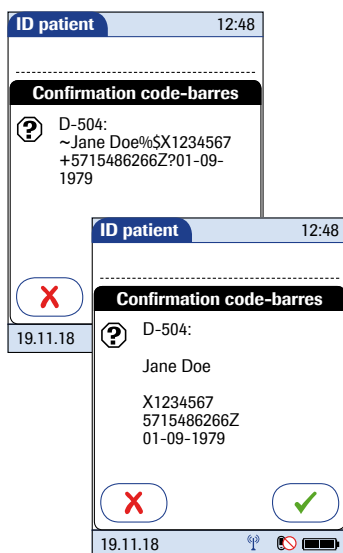 ID patient 12:48
Confirmation code-barres
D-504:
~Jane Doe%$X1234567
+5715486266Z?01-09-
1979
19.11.18
ID patient 12:48
Confirmation code-barres
D-504:
Jane Doe
X1234567
5715486266Z
01-09-1979
19.11.18